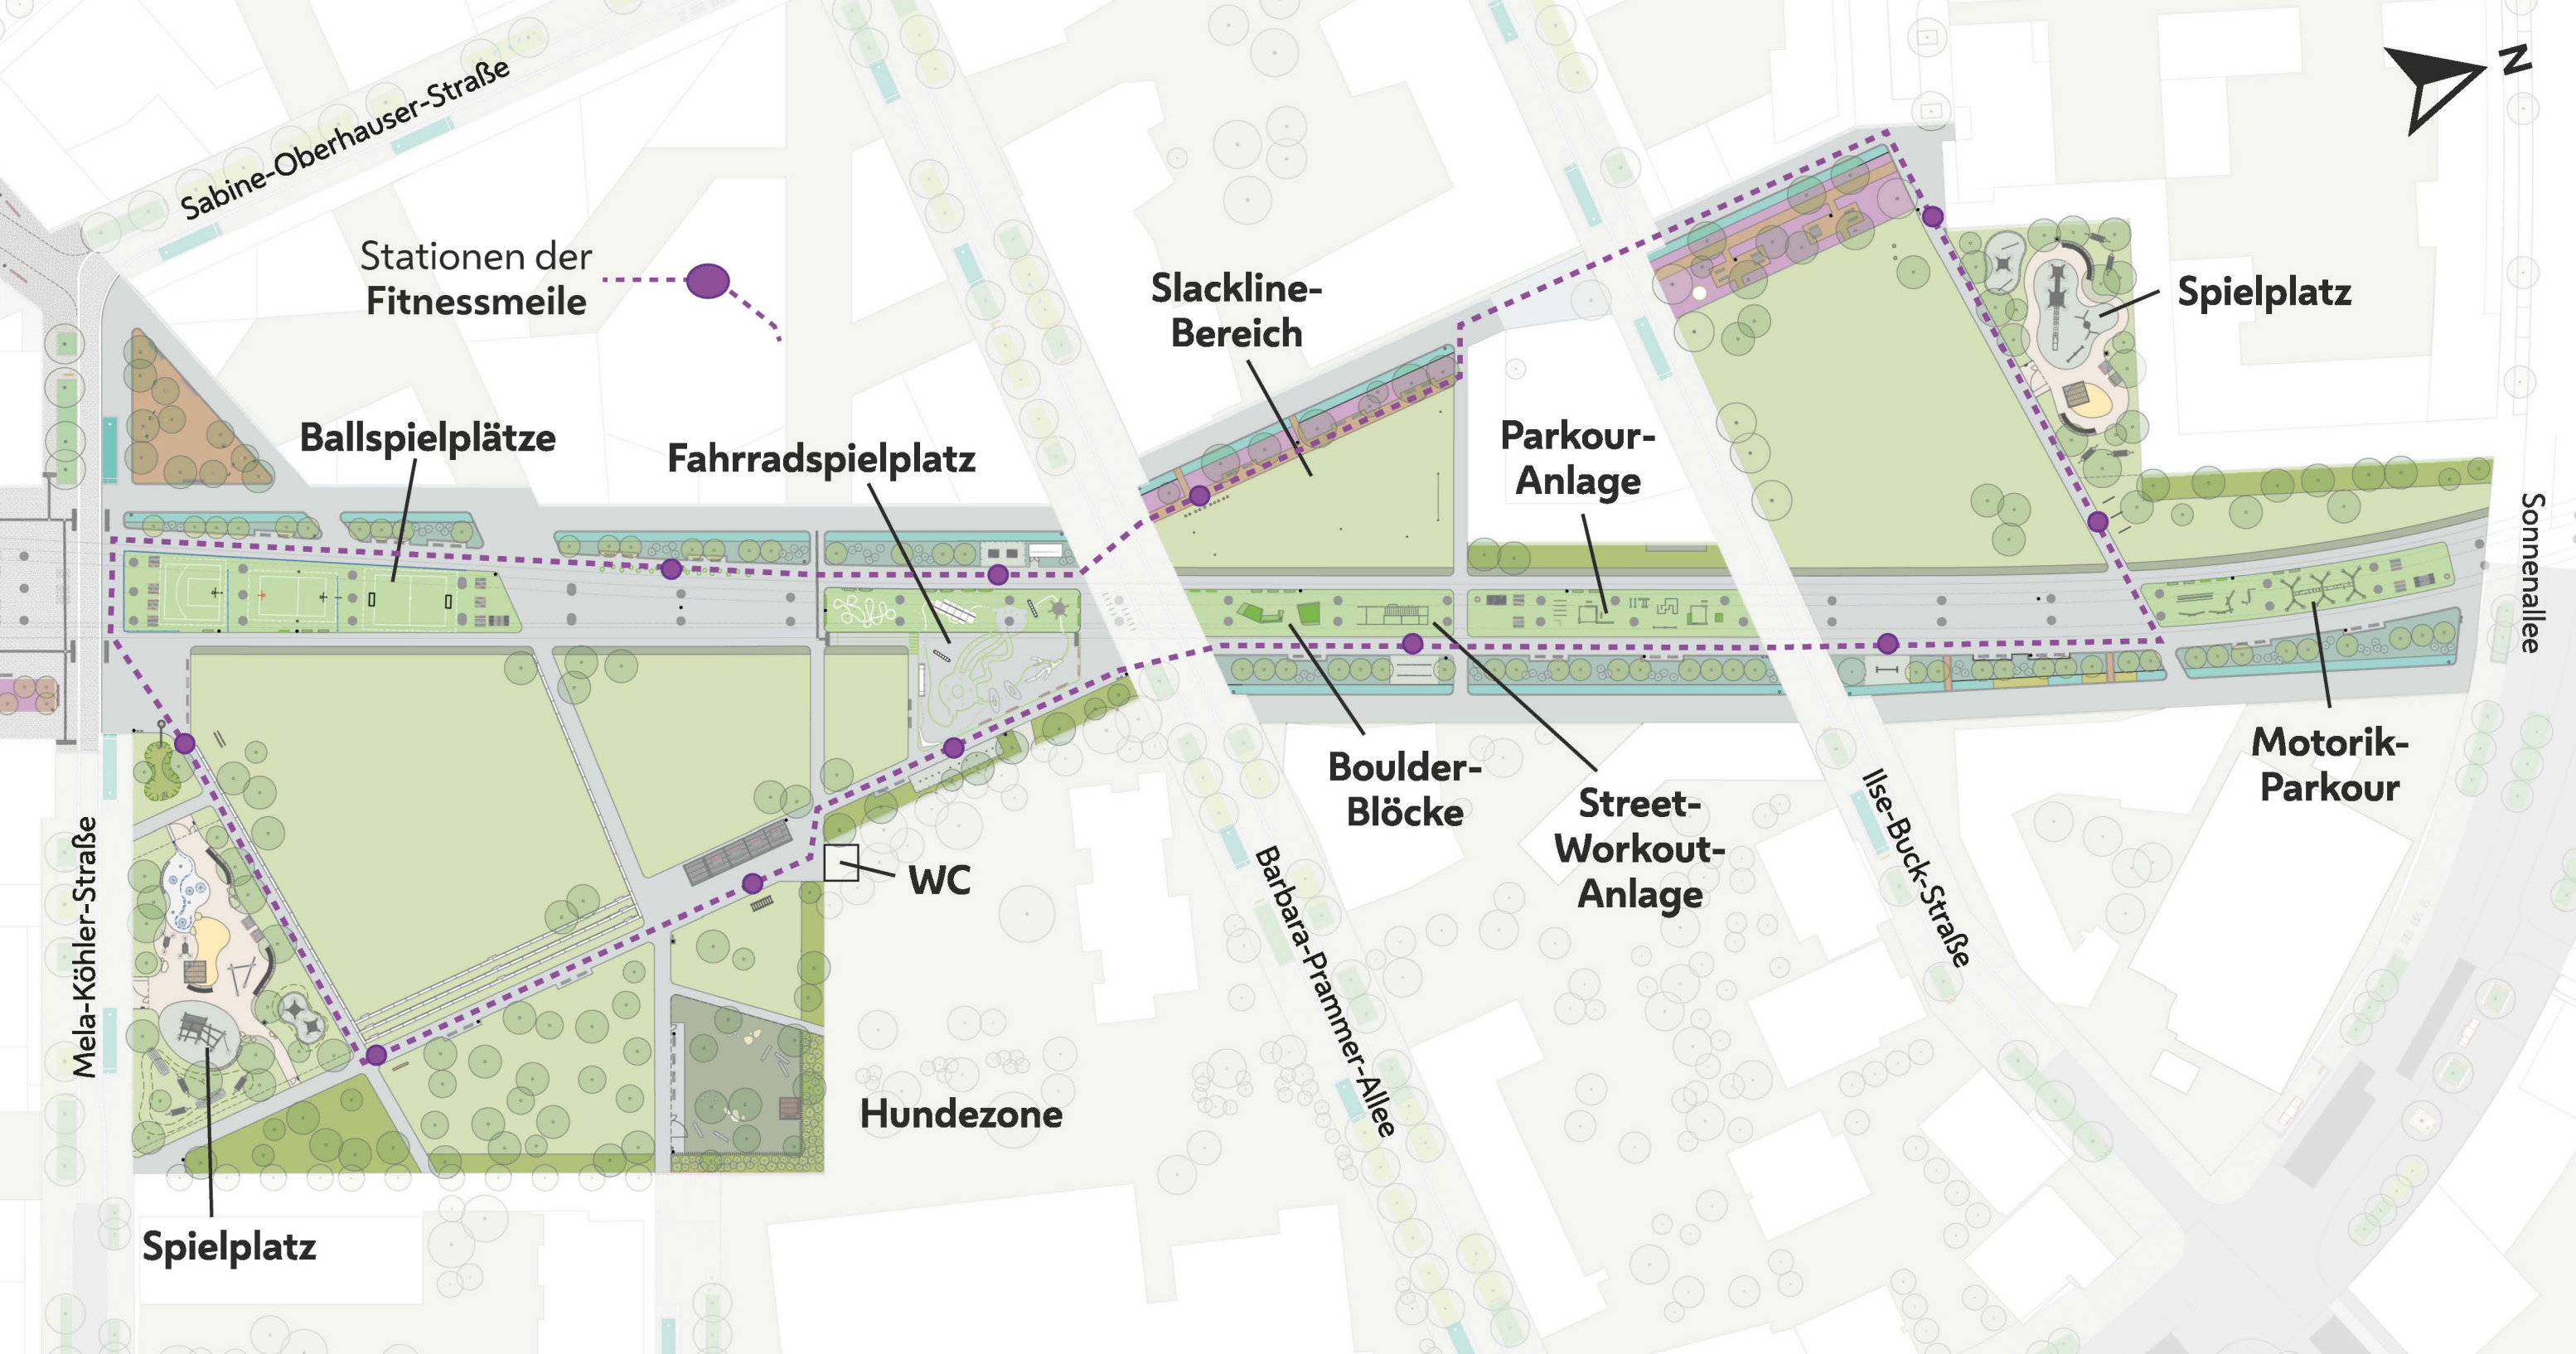 N
Sabine-Oberhauser-Straße
Stationen der
Fitnessmeile
Slackline-
Bereich
Spielplatz
Ballspielplätze
Fahrradspielplatz
Parkour-
Anlage
Sonnenallee
Boulder-
Blöcke
Street-
Workout-
Anlage
Motorik-
Parkour
Ilse-Buck-Straße
Mela-Köhler-Straße
WC
Barbara-Prammer-Allee
Hundezone
Spielplatz